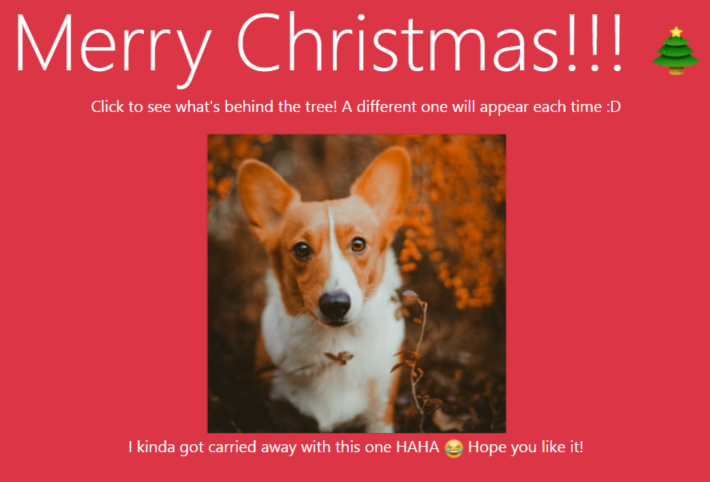 Merry Christmas!!! 🎄
Click to see what's behind the tree! A different one will appear each time :D
I kinda got carried away with this one HAHA 😂 Hope you like it!